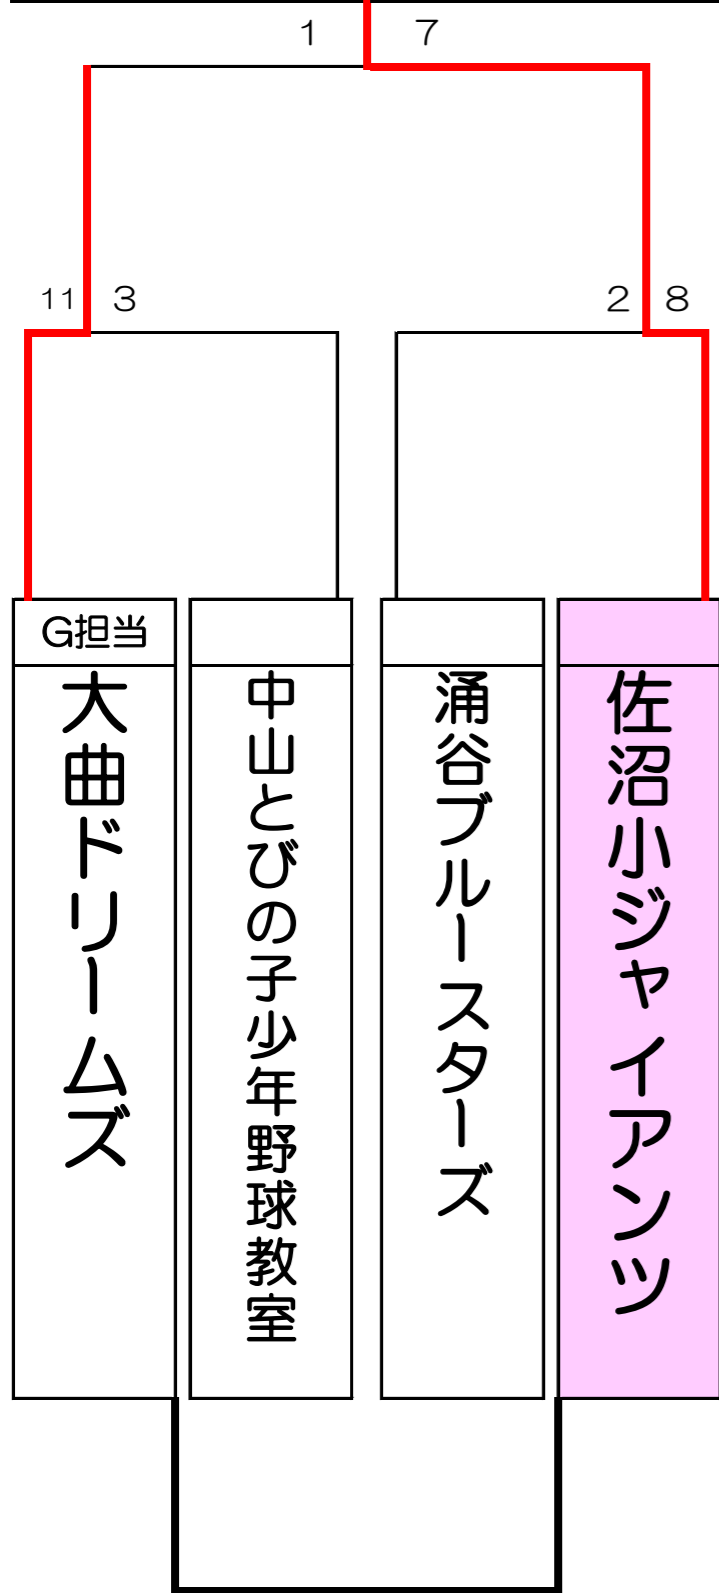 1 7
11 3
2 8
G担当
大曲ドリームズ
中山とびの子少年野球教室
涌谷ブルースターズ
佐沼小ジャイアンツ